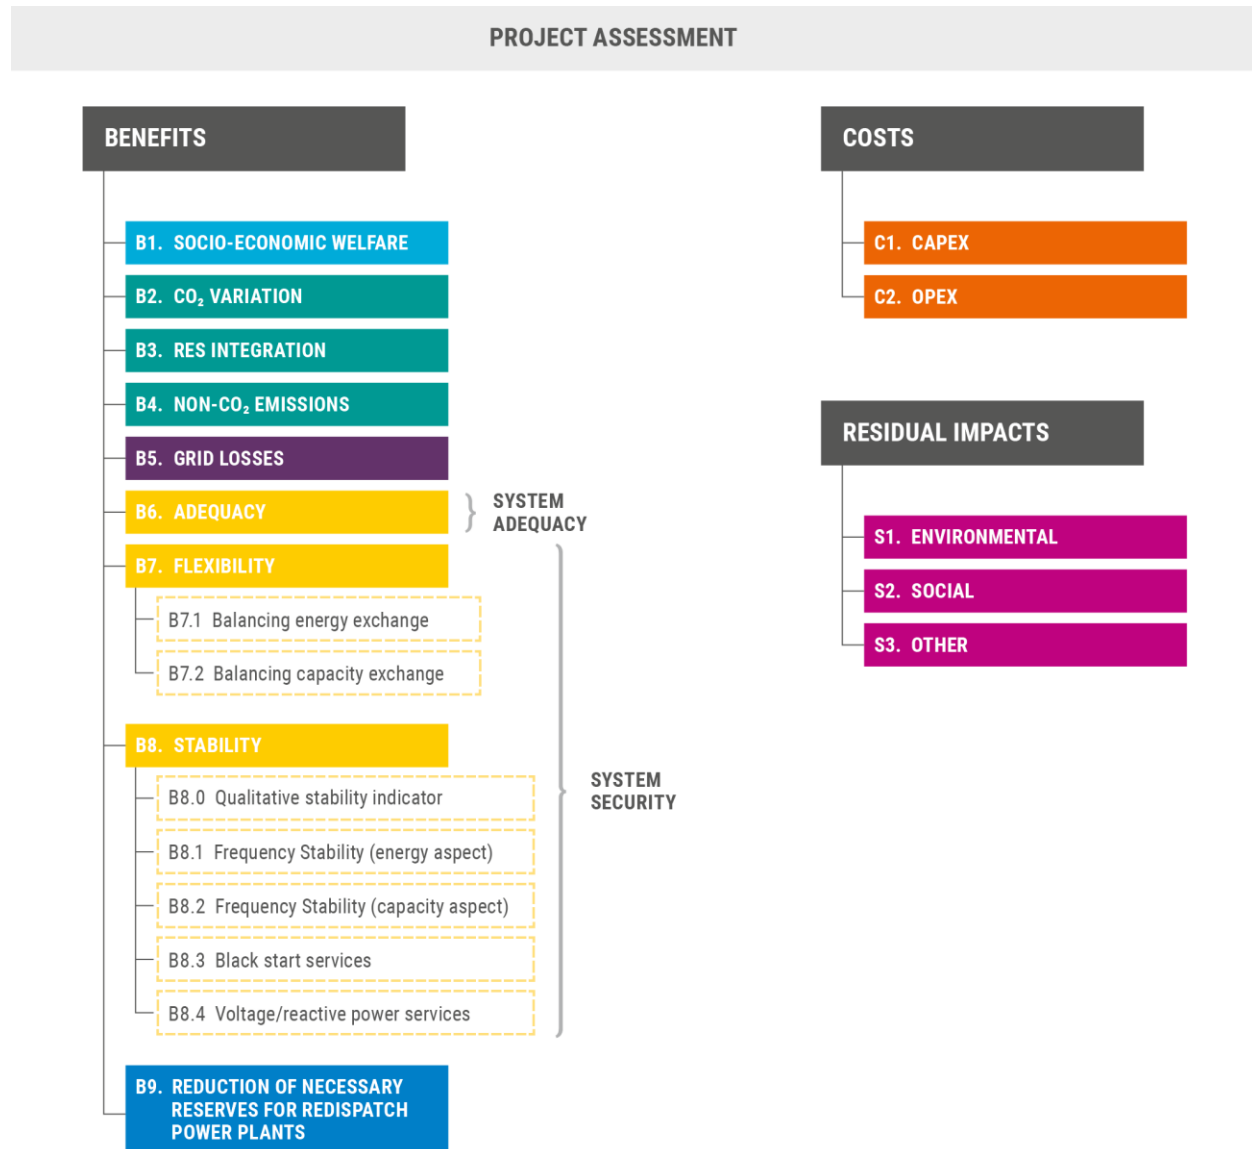 PROJECT ASSESSMENT
BENEFITS
B1. SOCIO-ECONOMIC WELFARE
B2. CO₂ VARIATION
B3. RES INTEGRATION
B4. NON-CO₂ EMISSIONS
B5. GRID LOSSES
B6. ADEQUACY
SYSTEM
ADEQUACY
B7. FLEXIBILITY
B7.1 Balancing energy exchange
B7.2 Balancing capacity exchange
B8. STABILITY
B8.0 Qualitative stability indicator
B8.1 Frequency Stability (energy aspect)
B8.2 Frequency Stability (capacity aspect)
B8.3 Black start services
B8.4 Voltage/reactive power services
SYSTEM
SECURITY
B9. REDUCTION OF NECESSARY
RESERVES FOR REDISPATCH
POWER PLANTS
COSTS
C1. CAPEX
C2. OPEX
RESIDUAL IMPACTS
S1. ENVIRONMENTAL
S2. SOCIAL
S3. OTHER